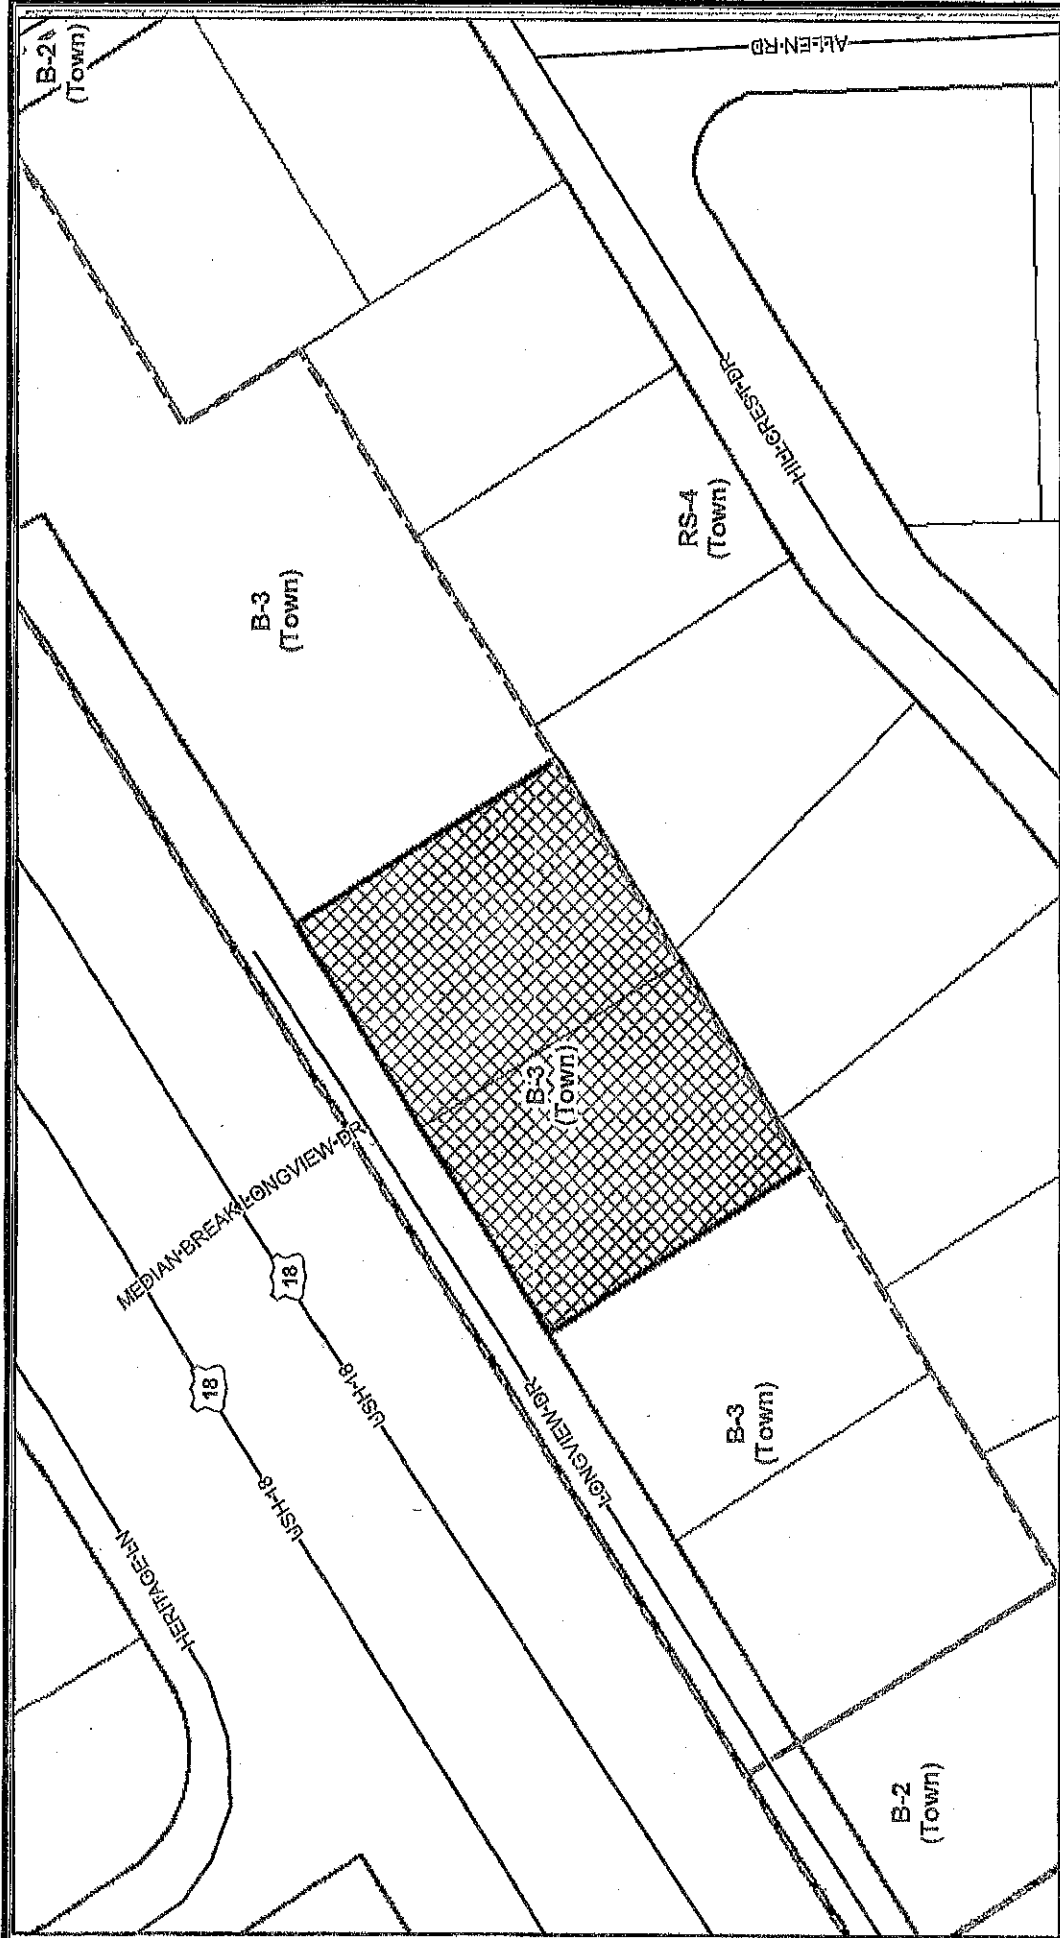 B-2
(Town)
HERITAGE LN
MEDIAN BREAK LONGVIEW DR
18
USH 18
B-3
(Town)
18
USH 18
B-3
(Town)
LONGVIEW DR
RS-4
(Town)
B-3
(Town)
HILLCREST DR
ALLEN RD
B-2
(Town)